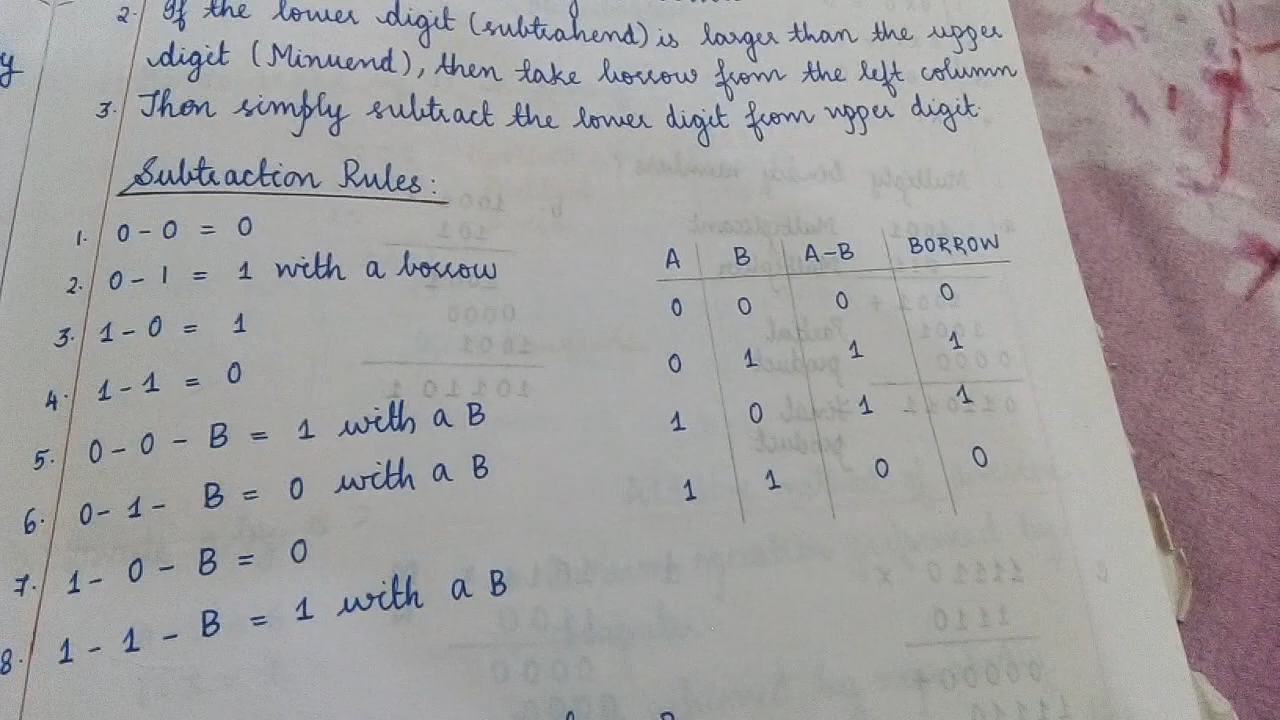 2. If the lower digit (subtrahend) is larger than the upper
digit (Minuend), then take borrow from the left column
3. Then simply subtract the lower digit from upper digit.
Subtraction Rules:
1. 0 - 0 = 0
2. 0 - 1 = 1 with a borrow
3. 1 - 0 = 1
4. 1 - 1 = 0
5. 0 - 0 - B = 1 with a B
6. 0 - 1 - B = 0 with a B
7. 1 - 0 - B = 0
8. 1 - 1 - B = 1 with a B
A B A-B BORROW
0 0 0 0
0 1 1 1
1 0 1 1
1 1 0 0